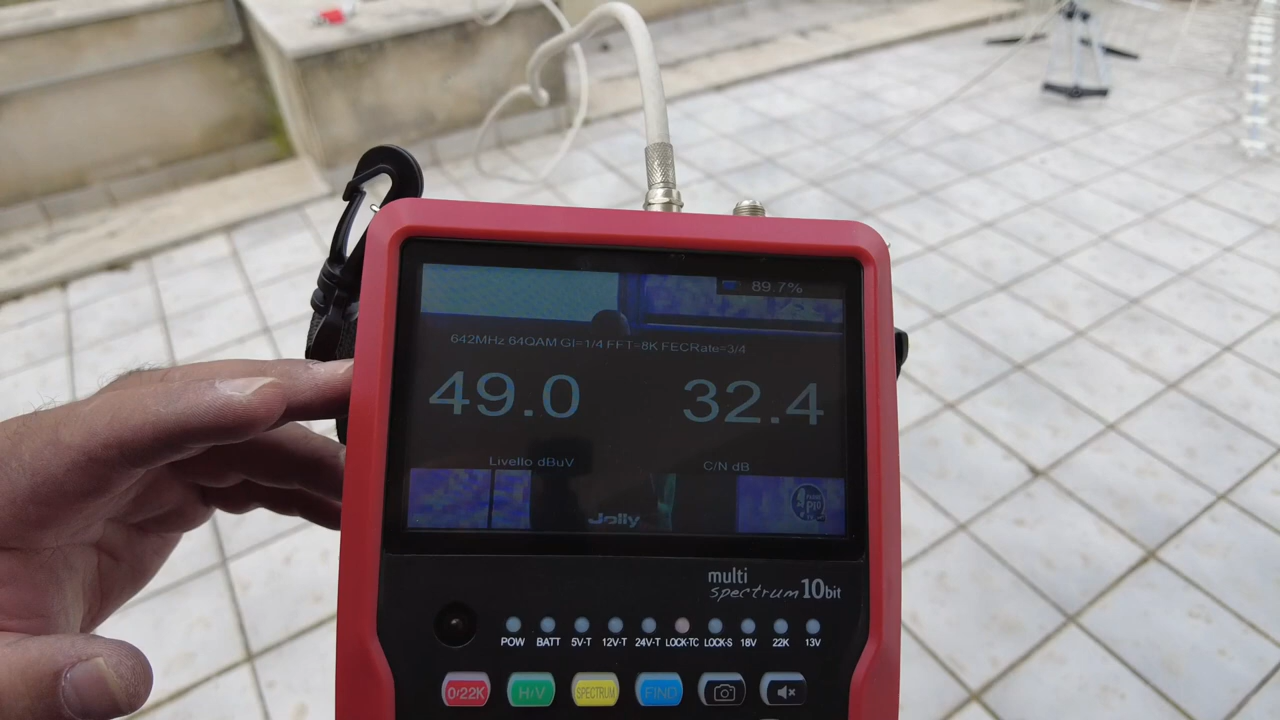 89.7%
642MHz 64QAM GI=1/4 FFT=8K FECRate=3/4
49.0 32.4
Livello dBuV C/N dB
Jolly
multi
spectrum 10bit
POW BATT 5V-T 12V-T 24V-T LOCK-TC LOCK-S 18V 22K 13V
0/22K H/V SPECTRUM FIND